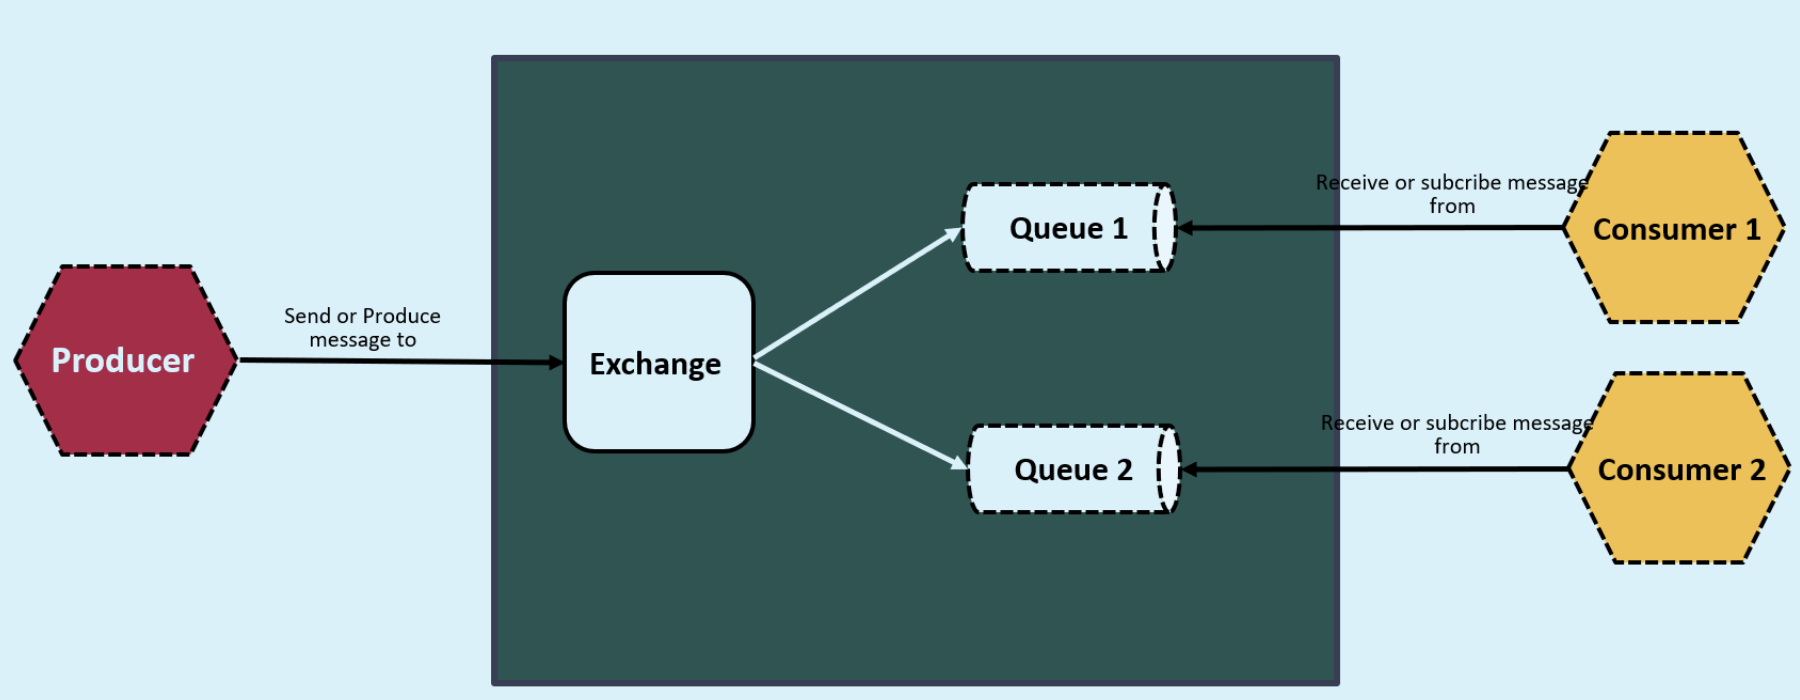 Receive or subcribe message
from
Queue 1
Consumer 1
Send or Produce
message to
Producer
Exchange
Receive or subcribe message
from
Queue 2
Consumer 2